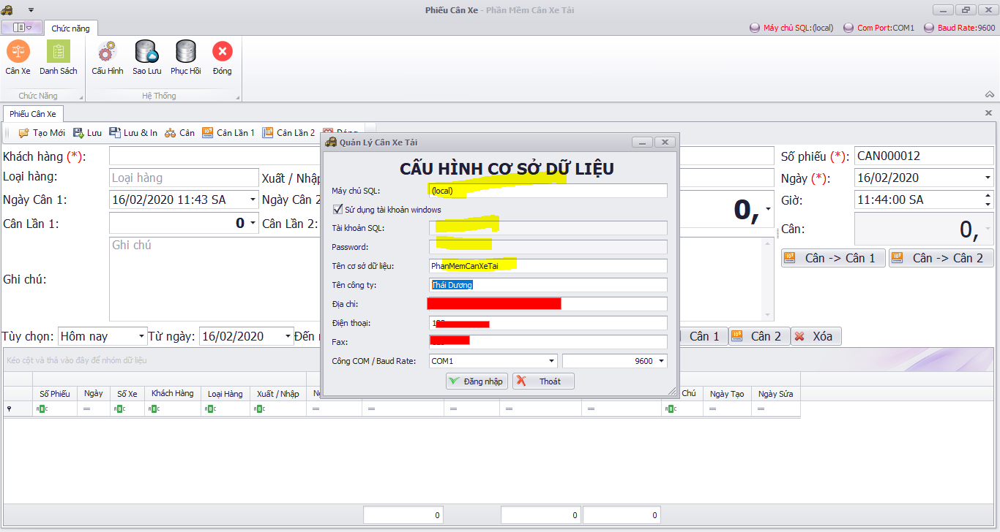 Phiếu Cân Xe - Phần Mềm Cân Xe Tải
Chức năng
Máy chủ SQL:(local) Com Port:COM1 Baud Rate:9600
Cân Xe Danh Sách Cấu Hình Sao Lưu Phục Hồi Đóng
Chức Năng Hệ Thống
Phiếu Cân Xe
Tạo Mới Lưu Lưu & In Cân Cân Lần 1 Cân Lần 2
Khách hàng (*):
Loại hàng: Loại hàng Xuất / Nhập
Ngày Cân 1: 16/02/2020 11:43 SA Ngày Cân 2
Cân Lần 1: 0 Cân Lần 2:
Ghi chú: Ghi chú
0,
Số phiếu (*): CAN000012
Ngày (*): 16/02/2020
Giờ: 11:44:00 SA
Cân: 0,
Cân -> Cân 1 Cân -> Cân 2
Quản Lý Cân Xe Tải
CẤU HÌNH CƠ SỞ DỮ LIỆU
Máy chủ SQL: (local)
Sử dụng tài khoản windows
Tài khoản SQL:
Password:
Tên cơ sở dữ liệu: PhanMemCanXeTai
Tên công ty: Thái Dương
Địa chỉ:
Điện thoại:
Fax:
Công COM / Baud Rate: COM1 9600
Đăng nhập Thoát
Tùy chọn: Hôm nay Từ ngày: 16/02/2020 Cân 1 Cân 2 Xóa
Kéo cột và thả vào đây để nhóm dữ liệu
Số Phiếu Ngày Số Xe Khách Hàng Loại Hàng Xuất / Nhập Chú Ngày Tạo Ngày Sửa
0 0 0